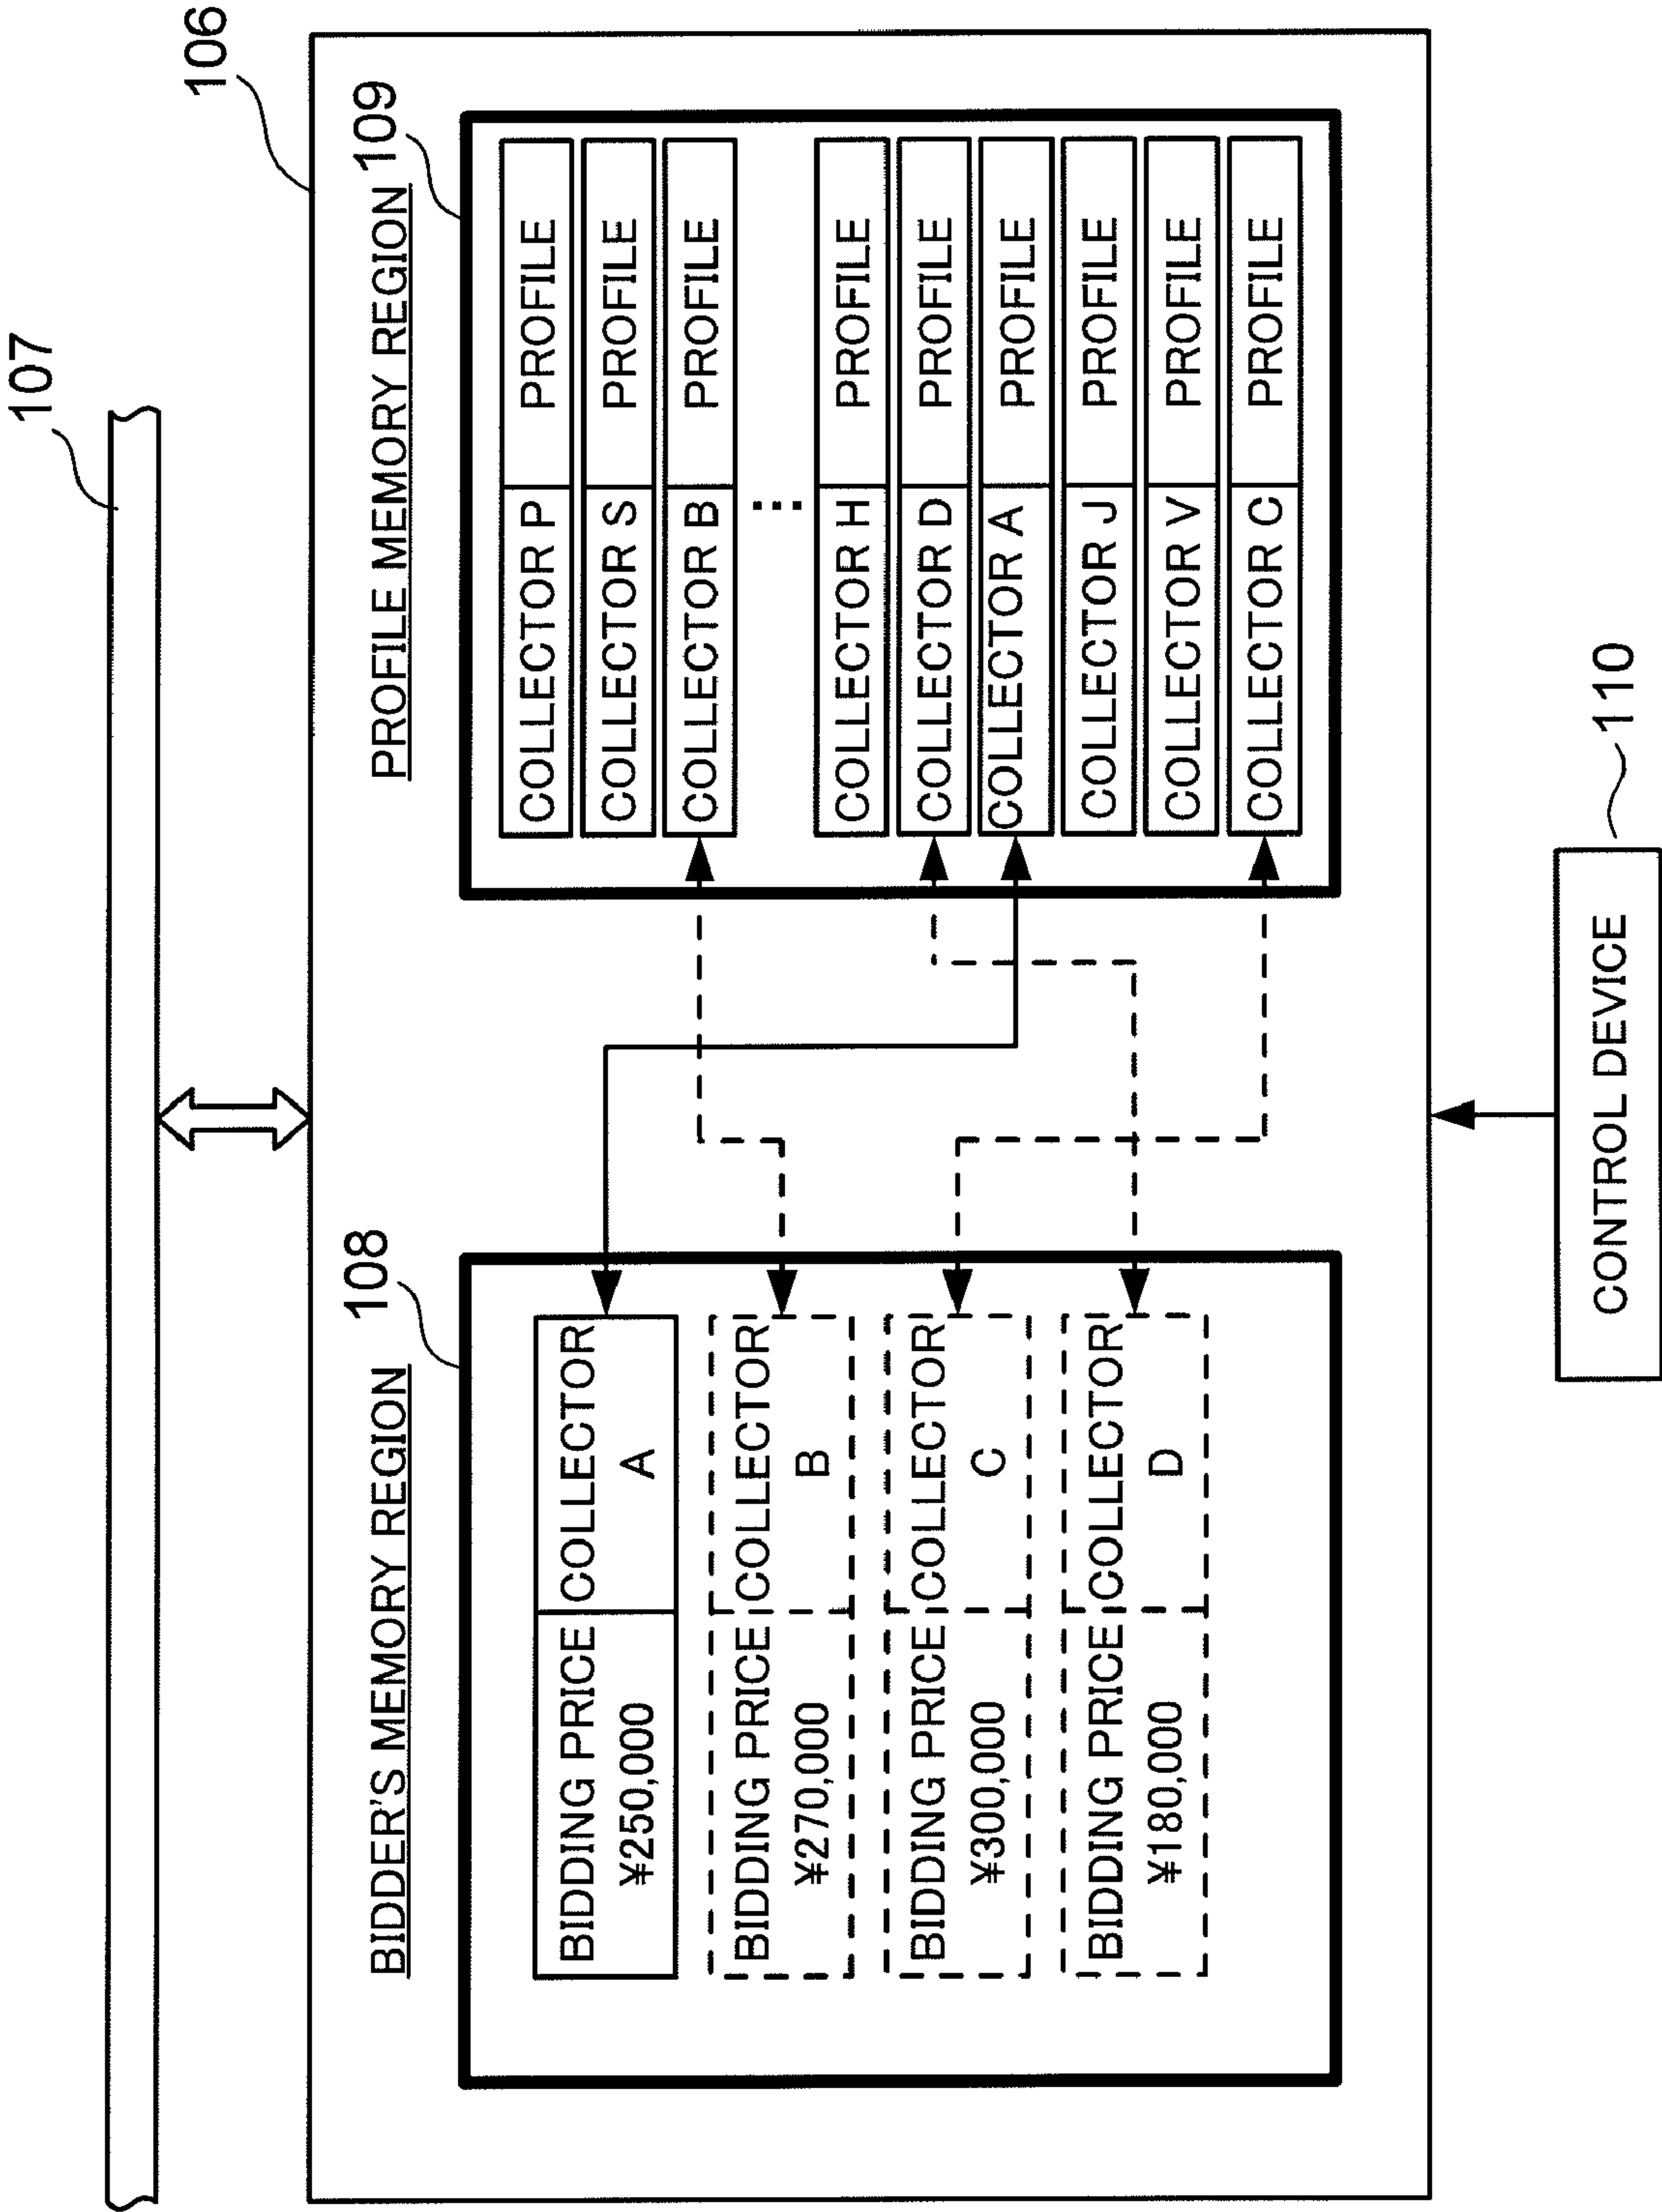 107
106
BIDDER'S MEMORY REGION
108
BIDDING PRICE
¥250,000
COLLECTOR
A
BIDDING PRICE
¥270,000
COLLECTOR
B
BIDDING PRICE
¥300,000
COLLECTOR
C
BIDDING PRICE
¥180,000
COLLECTOR
D
PROFILE MEMORY REGION
109
COLLECTOR P PROFILE
COLLECTOR S PROFILE
COLLECTOR B PROFILE
...
COLLECTOR H PROFILE
COLLECTOR D PROFILE
COLLECTOR A PROFILE
COLLECTOR J PROFILE
COLLECTOR V PROFILE
COLLECTOR C PROFILE
CONTROL DEVICE
110